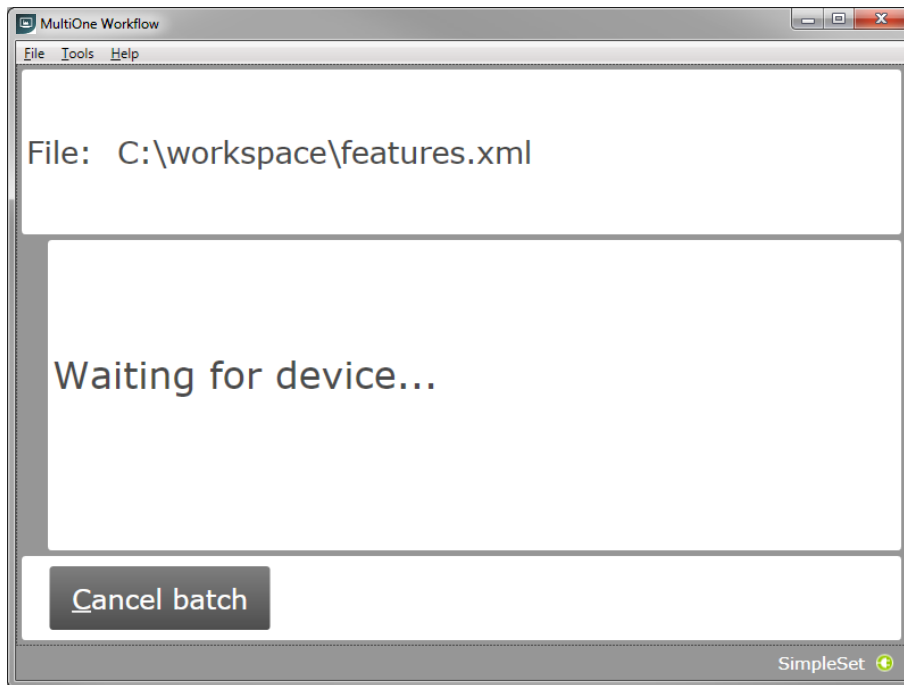 MultiOne Workflow
File Tools Help
File: C:\workspace\features.xml
Waiting for device...
Cancel batch
SimpleSet